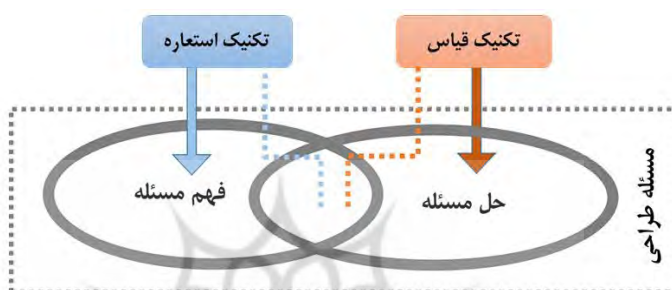 تکنیک قیاس
تکنیک استعاره
حل مسئله
فهم مسئله
مسئله طراحی